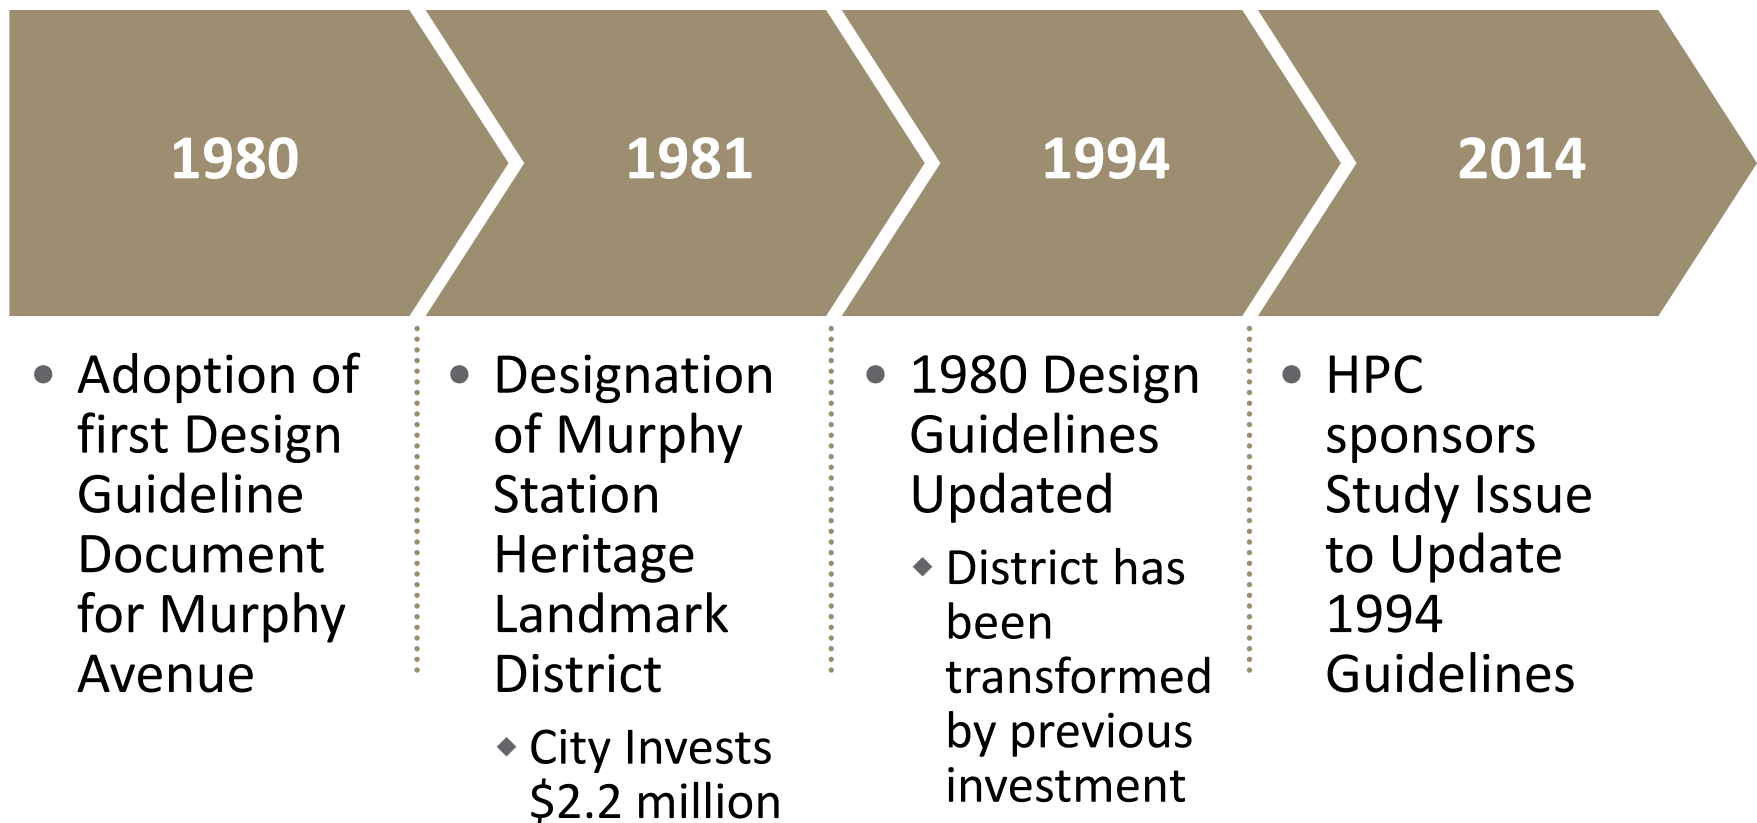 1980
1981
1994
2014
Adoption of
first Design
Guideline
Document
for Murphy
Avenue
Designation
of Murphy
Station
Heritage
Landmark
District
City Invests
$2.2 million
1980 Design
Guidelines
Updated
District has
been
transformed
by previous
investment
HPC
sponsors
Study Issue
to Update
1994
Guidelines